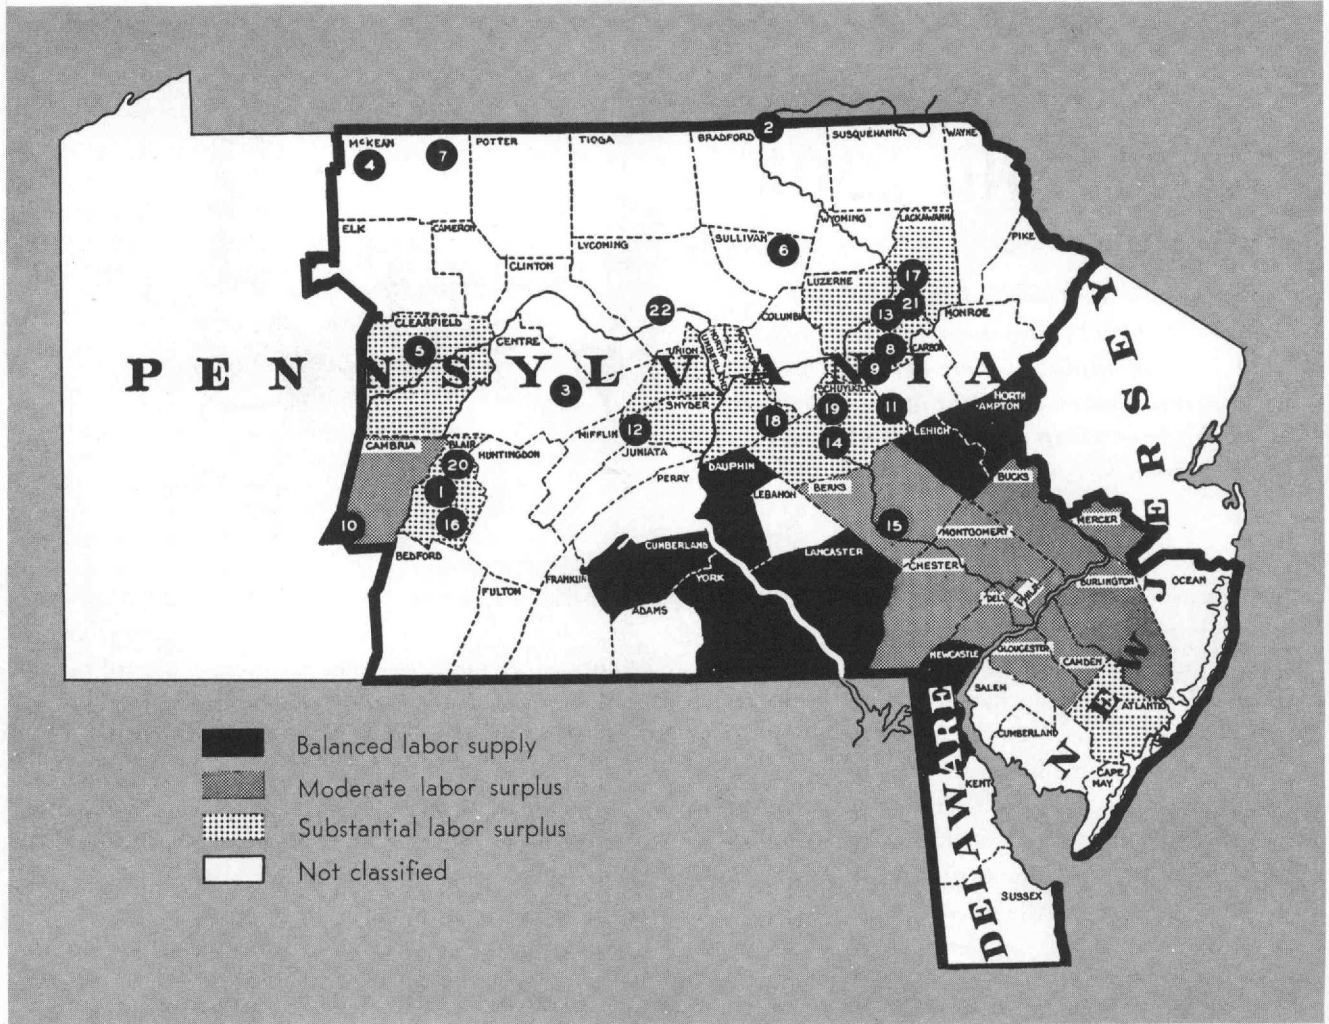 2
McKEAN
POTTER
TIOGA
BRADFORD
SUSQUEHANNA
WAYNE
4
7
ELK
CAMERON
WYOMING
LACKAWANNA
LYCOMING
SULLIVAN
6
PIKE
CLINTON
LUZERNE
17
22
13
21
COLUMBIA
MONROE
CLEARFIELD
CENTRE
5
UNION
NORTH
UMBERLAND
8
CARBON
9
PENNSYLVANIA
3
SCHUYLKILL
NORTH
AMPTON
SNYDER
12
18
19
11
MIFFLIN
LEHIGH
14
CAMBRIA
BLAIR
HUNTINGDON
JUNIATA
20
DAUPHIN
PERRY
BUCKS
1
LEBANON
BERKS
10
16
15
MERCER
MONTGOMERY
BEDFORD
CUMBERLAND
LANCASTER
CHESTER
FRANKLIN
YORK
FULTON
DEL.
PHILA.
BURLINGTON
OCEAN
ADAMS
NEWCASTLE
GLOUCESTER
CAMDEN
SALEM
ATLANTIC
CUMBERLAND
CAPE
MAY
KENT
SUSSEX
DELAWARE
NEW JERSEY
Balanced labor supply
Moderate labor surplus
Substantial labor surplus
Not classified